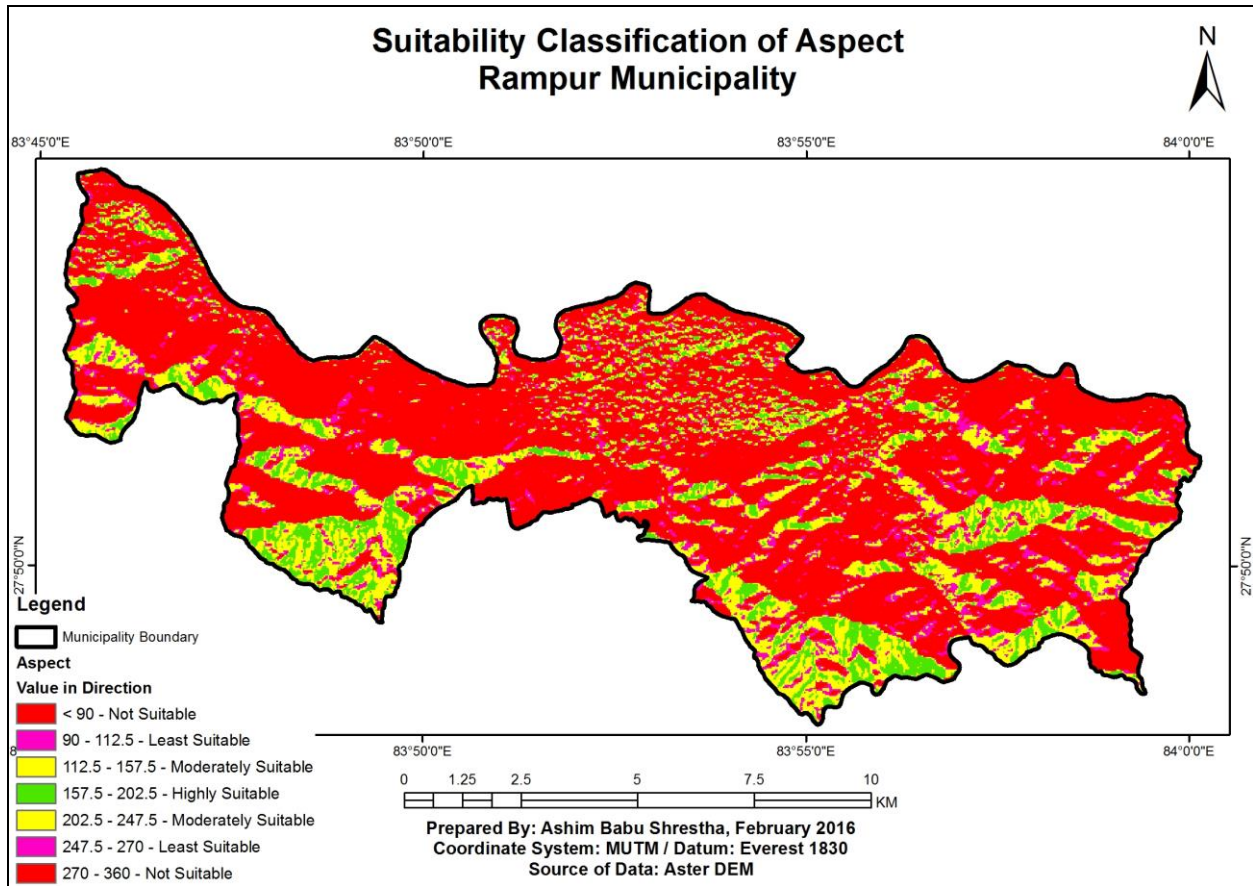 Suitability Classification of Aspect
Rampur Municipality
N
83°45'0"E
83°50'0"E
83°55'0"E
84°0'0"E
27°50'0"N
27°50'0"N
Legend
Municipality Boundary
Aspect
Value in Direction
< 90 - Not Suitable
90 - 112.5 - Least Suitable
112.5 - 157.5 - Moderately Suitable
157.5 - 202.5 - Highly Suitable
202.5 - 247.5 - Moderately Suitable
247.5 - 270 - Least Suitable
270 - 360 - Not Suitable
83°50'0"E
83°55'0"E
84°0'0"E
0 1.25 2.5 5 7.5 10
KM
Prepared By: Ashim Babu Shrestha, February 2016
Coordinate System: MUTM / Datum: Everest 1830
Source of Data: Aster DEM